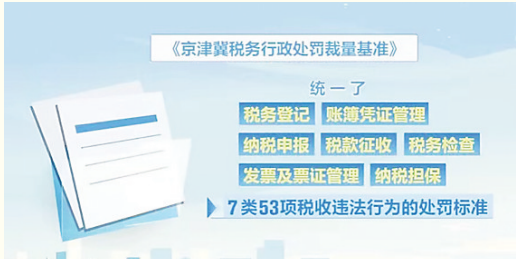 《京津冀税务行政处罚裁量基准》
统一了
税务登记 账簿凭证管理
纳税申报 税款征收 税务检查
发票及票证管理 纳税担保
7类53项税收违法行为的处罚标准